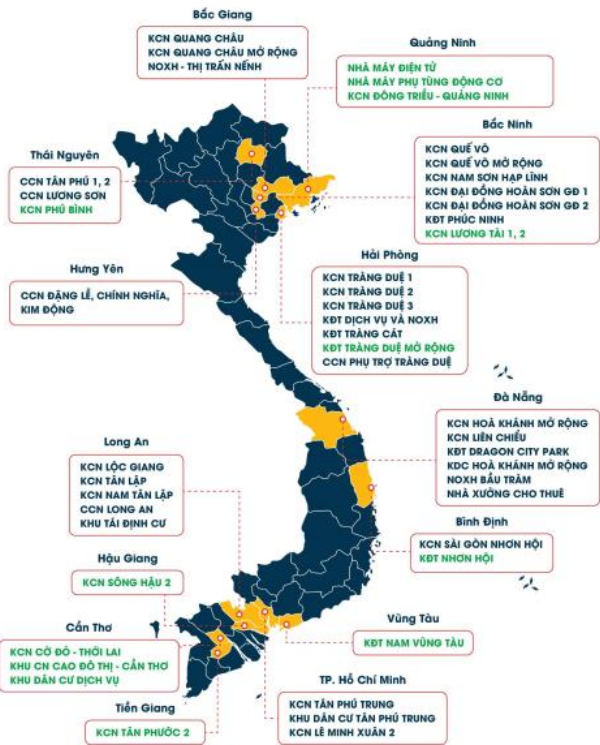 Bắc Giang
KCN QUANG CHÂU
KCN QUANG CHÂU MỞ RỘNG
NOXH - THỊ TRẤN NẾNH
Quảng Ninh
NHÀ MÁY ĐIỆN TỬ
NHÀ MÁY PHỤ TÙNG ĐỘNG CƠ
KCN ĐÔNG TRIỀU - QUẢNG NINH
Bắc Ninh
KCN QUẾ VÕ
KCN QUẾ VÕ MỞ RỘNG
KCN NAM SƠN HẠP LĨNH
KCN ĐẠI ĐỒNG HOÀN SƠN GĐ 1
KCN ĐẠI ĐỒNG HOÀN SƠN GĐ 2
KĐT PHÚC NINH
KCN LƯƠNG TÀI 1, 2
Thái Nguyên
CCN TÂN PHÚ 1, 2
CCN LƯƠNG SƠN
KCN PHÚ BÌNH
Hưng Yên
CCN ĐẶNG LỄ, CHÍNH NGHĨA,
KIM ĐỘNG
Hải Phòng
KCN TRÀNG DUỆ 1
KCN TRÀNG DUỆ 2
KCN TRÀNG DUỆ 3
KĐT DỊCH VỤ VÀ NOXH
KĐT TRÀNG CÁT
KĐT TRÀNG DUỆ MỞ RỘNG
CCN PHỤ TRỢ TRÀNG DUỆ
Đà Nẵng
KCN HOÀ KHÁNH MỞ RỘNG
KCN LIÊN CHIỂU
KĐT DRAGON CITY PARK
KDC HOÀ KHÁNH MỞ RỘNG
NOXH BÀU TRÀM
NHÀ XƯỞNG CHO THUÊ
Long An
KCN LỘC GIANG
KCN TÂN LẬP
KCN NAM TÂN LẬP
CCN LONG AN
KHU TÁI ĐỊNH CƯ
Bình Định
KCN SÀI GÒN NHƠN HỘI
KĐT NHƠN HỘI
Hậu Giang
KCN SÔNG HẬU 2
Cần Thơ
KCN CỜ ĐỎ - THỚI LAI
KHU CN CAO ĐÔ THỊ - CẦN THƠ
KHU DÂN CƯ DỊCH VỤ
Vũng Tàu
KĐT NAM VŨNG TÀU
Tiền Giang
KCN TÂN PHƯỚC 2
TP. Hồ Chí Minh
KCN TÂN PHÚ TRUNG
KHU DÂN CƯ TÂN PHÚ TRUNG
KCN LÊ MINH XUÂN 2